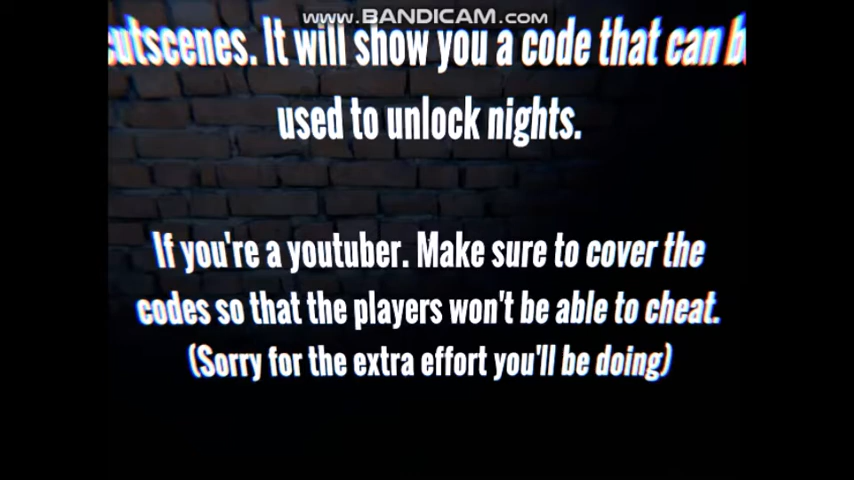 www.BANDICAM.com
cutscenes. It will show you a code that can be
used to unlock nights.
If you're a youtuber. Make sure to cover the
codes so that the players won't be able to cheat.
(Sorry for the extra effort you'll be doing)